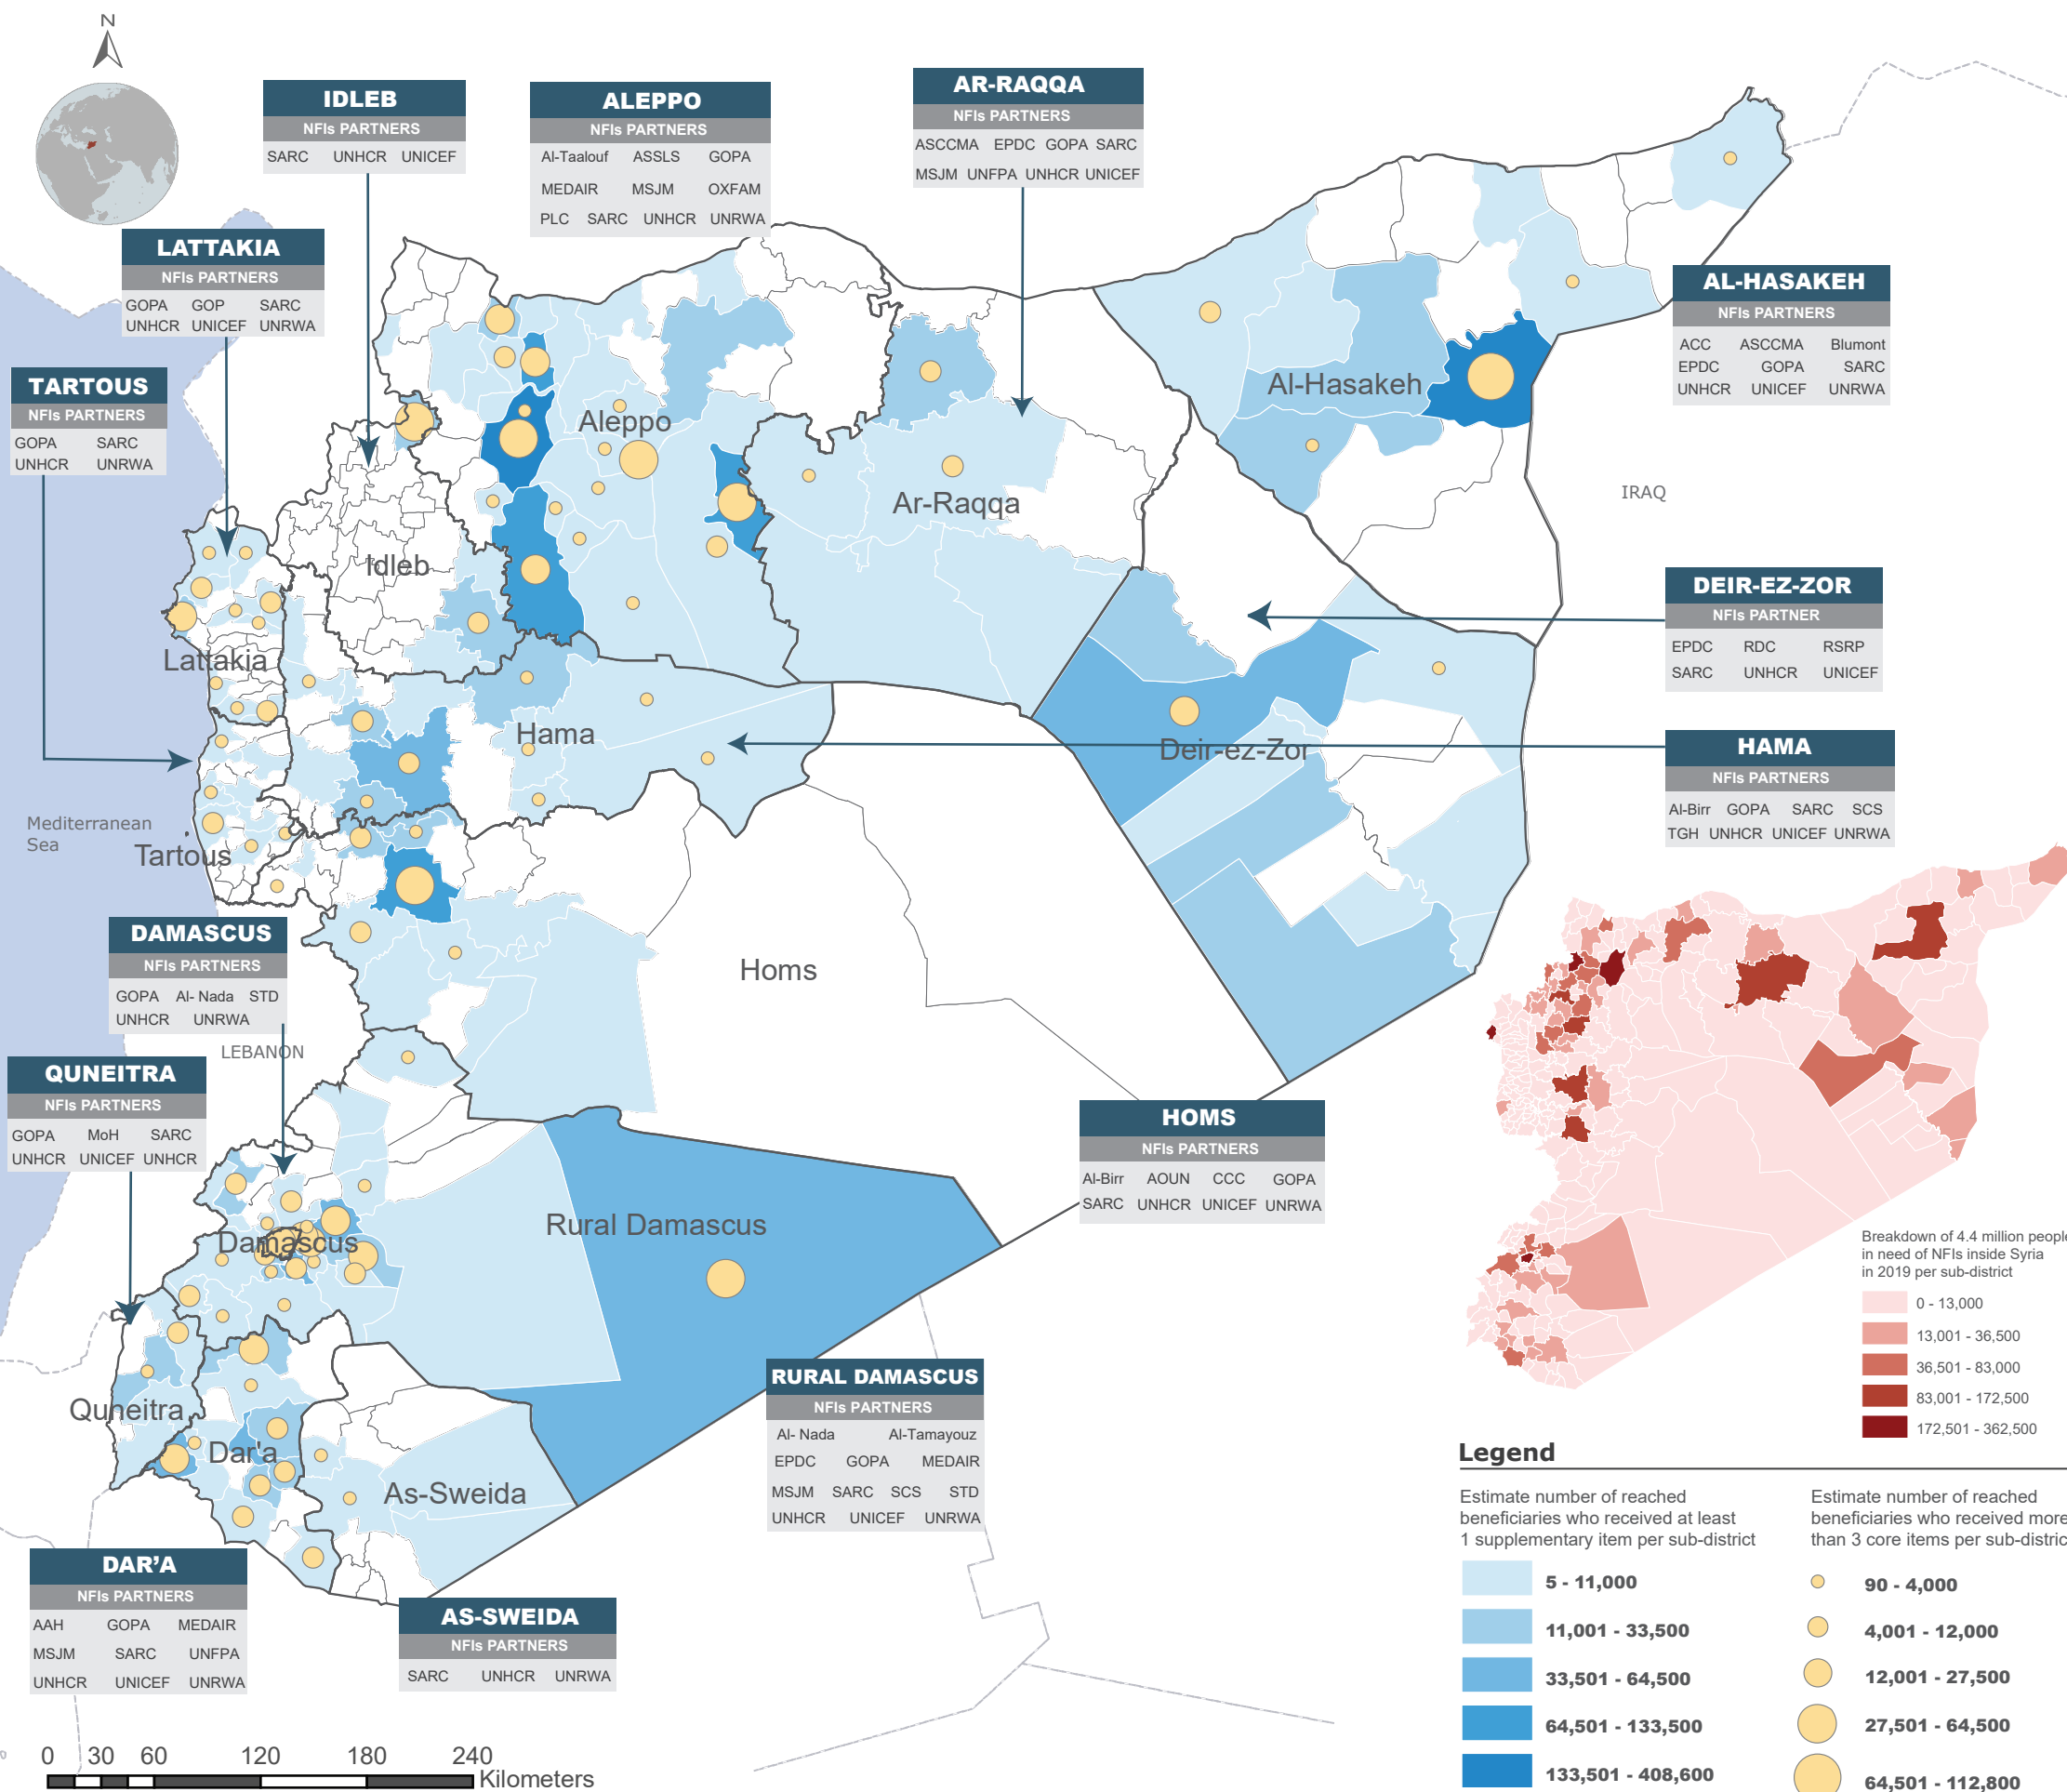 N
IDLEB
NFIs PARTNERS
SARC UNHCR UNICEF
ALEPPO
NFIs PARTNERS
Al-Taalouf ASSLS GOPA
MEDAIR MSJM OXFAM
PLC SARC UNHCR UNRWA
AR-RAQQA
NFIs PARTNERS
ASCCMA EPDC GOPA SARC
MSJM UNFPA UNHCR UNICEF
LATTAKIA
NFIs PARTNERS
GOPA GOP SARC
UNHCR UNICEF UNRWA
AL-HASAKEH
NFIs PARTNERS
ACC ASCCMA Blumont
EPDC GOPA SARC
UNHCR UNICEF UNRWA
TARTOUS
NFIs PARTNERS
GOPA SARC
UNHCR UNRWA
Al-Hasakeh
Aleppo
Ar-Raqqa
IRAQ
Idleb
DEIR-EZ-ZOR
NFIs PARTNER
EPDC RDC RSRP
SARC UNHCR UNICEF
Lattakia
Hama
Deir-ez-Zor
HAMA
NFIs PARTNERS
Al-Birr GOPA SARC SCS
TGH UNHCR UNICEF UNRWA
Mediterranean
Sea
Tartous
DAMASCUS
NFIs PARTNERS
GOPA Al- Nada STD
UNHCR UNRWA
Homs
LEBANON
QUNEITRA
NFIs PARTNERS
GOPA MoH SARC
UNHCR UNICEF UNHCR
HOMS
NFIs PARTNERS
Al-Birr AOUN CCC GOPA
SARC UNHCR UNICEF UNRWA
Rural Damascus
Damascus
Breakdown of 4.4 million people
in need of NFIs inside Syria
in 2019 per sub-district
0 - 13,000
13,001 - 36,500
36,501 - 83,000
83,001 - 172,500
172,501 - 362,500
RURAL DAMASCUS
NFIs PARTNERS
Al- Nada Al-Tamayouz
EPDC GOPA MEDAIR
MSJM SARC SCS STD
UNHCR UNICEF UNRWA
Quneitra
Dar'a
As-Sweida
DAR'A
NFIs PARTNERS
AAH GOPA MEDAIR
MSJM SARC UNFPA
UNHCR UNICEF UNRWA
AS-SWEIDA
NFIs PARTNERS
SARC UNHCR UNRWA
Legend
Estimate number of reached
beneficiaries who received at least
1 supplementary item per sub-district
5 - 11,000
11,001 - 33,500
33,501 - 64,500
64,501 - 133,500
133,501 - 408,600
Estimate number of reached
beneficiaries who received more
than 3 core items per sub-distric
90 - 4,000
4,001 - 12,000
12,001 - 27,500
27,501 - 64,500
64,501 - 112,800
0 30 60 120 180 240
Kilometers